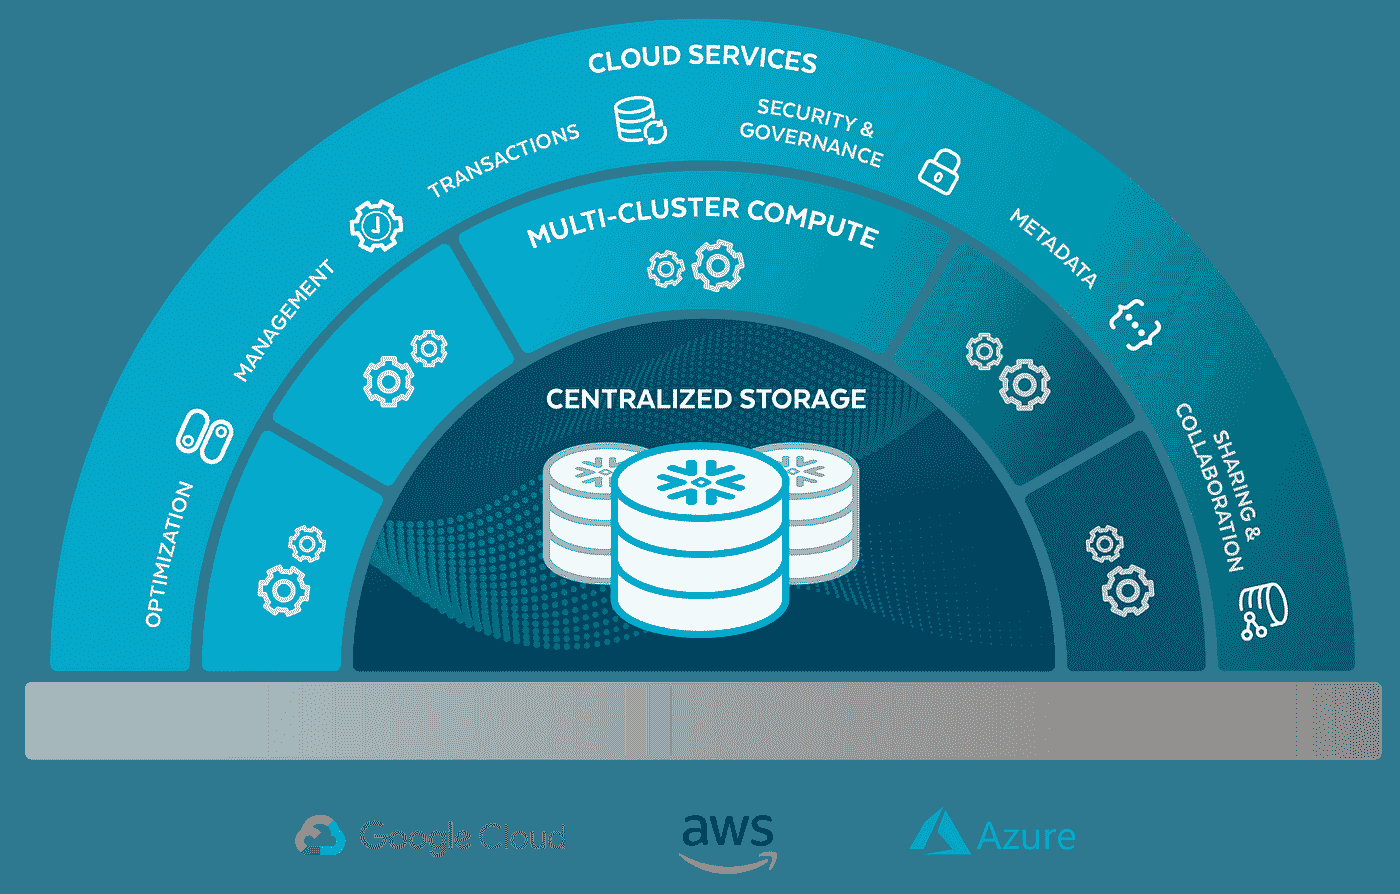 CLOUD SERVICES
OPTIMIZATION
MANAGEMENT
TRANSACTIONS
SECURITY &
GOVERNANCE
METADATA
SHARING &
COLLABORATION
MULTI-CLUSTER COMPUTE
CENTRALIZED STORAGE
Google Cloud
aws
Azure